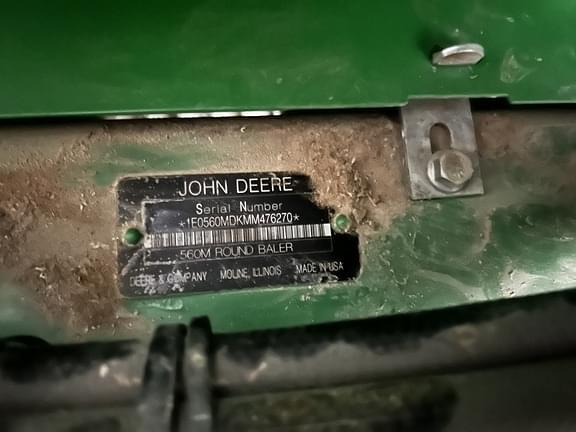 JOHN DEERE
Serial Number
*1E0560MDKMM476270*
560M ROUND BALER
DEERE & COMPANY MOLINE, ILLINOIS MADE IN USA